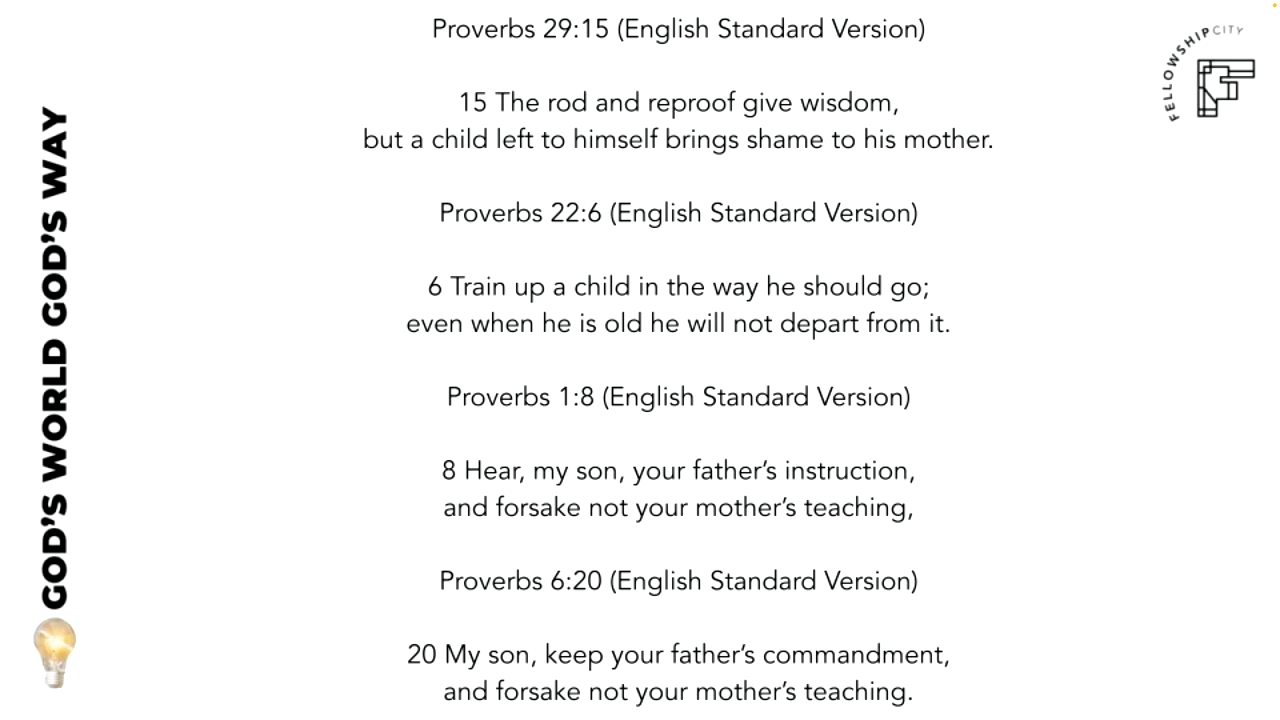 Proverbs 29:15 (English Standard Version)
15 The rod and reproof give wisdom,
but a child left to himself brings shame to his mother.
Proverbs 22:6 (English Standard Version)
6 Train up a child in the way he should go;
even when he is old he will not depart from it.
Proverbs 1:8 (English Standard Version)
8 Hear, my son, your father’s instruction,
and forsake not your mother’s teaching,
Proverbs 6:20 (English Standard Version)
20 My son, keep your father’s commandment,
and forsake not your mother’s teaching.
GOD’S WORLD GOD’S WAY
FELLOWSHIPCITY